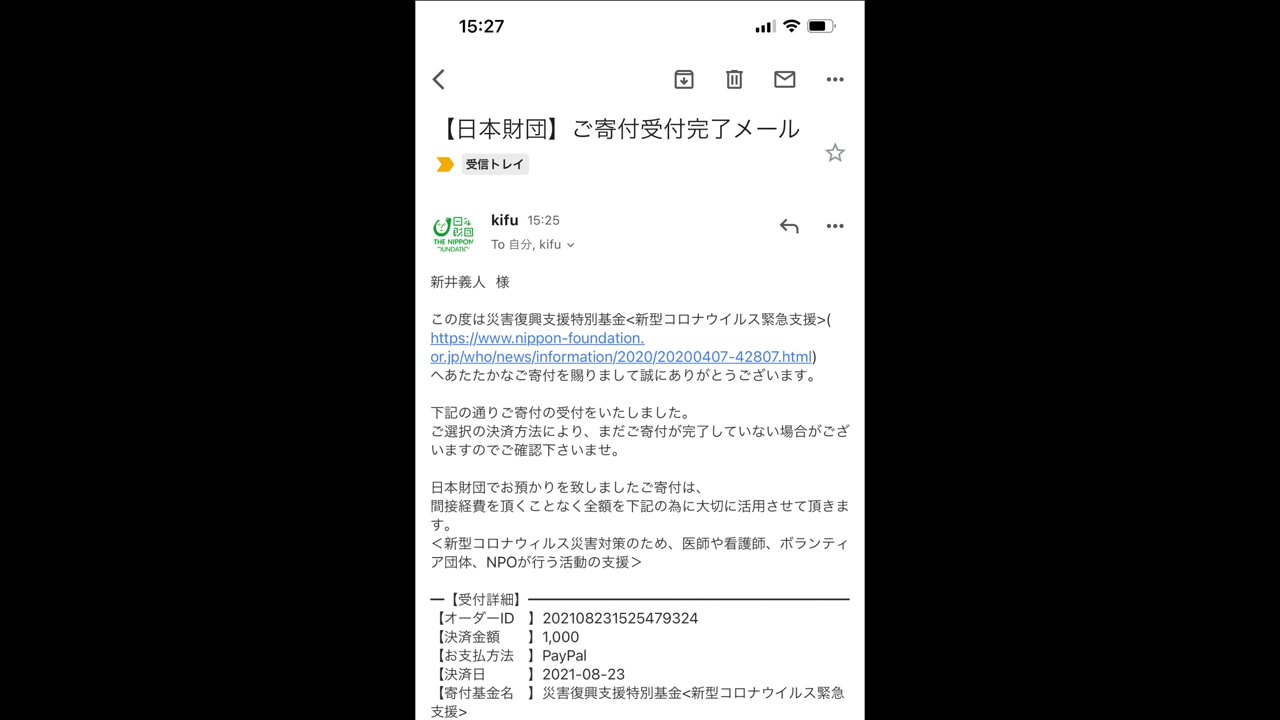 15:27
【日本財団】ご寄付受付完了メール
受信トレイ
日本
財団
THE NIPPON
FOUNDATION
kifu 15:25
To 自分, kifu
新井義人 様
この度は災害復興支援特別基金<新型コロナウイルス緊急支援>(
https://www.nippon-foundation.
or.jp/who/news/information/2020/20200407-42807.html)
へあたたかなご寄付を賜りまして誠にありがとうございます。
下記の通りご寄付の受付をいたしました。
ご選択の決済方法により、まだご寄付が完了していない場合がござ
いますのでご確認下さいませ。
日本財団でお預かりを致しましたご寄付は、
間接経費を頂くことなく全額を下記の為に大切に活用させて頂きま
す。
＜新型コロナウィルス災害対策のため、医師や看護師、ボランティ
ア団体、NPOが行う活動の支援＞
━【受付詳細】━━━━━━━━━━━━━━━━━━━━━━━
【オーダーID 】202108231525479324
【決済金額 】1,000
【お支払方法 】PayPal
【決済日 】2021-08-23
【寄付基金名 】災害復興支援特別基金<新型コロナウイルス緊急
支援>